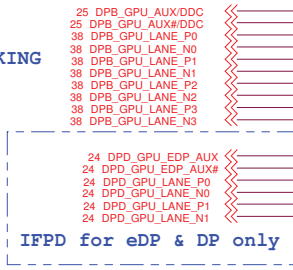 25 DPB_GPU_AUX/DDC
25 DPB_GPU_AUX#/DDC
38 DPB_GPU_LANE_P0
38 DPB_GPU_LANE_N0
KING
38 DPB_GPU_LANE_P1
38 DPB_GPU_LANE_N1
38 DPB_GPU_LANE_P2
38 DPB_GPU_LANE_N2
38 DPB_GPU_LANE_P3
38 DPB_GPU_LANE_N3
24 DPD_GPU_EDP_AUX
24 DPD_GPU_EDP_AUX#
24 DPD_GPU_LANE_P0
24 DPD_GPU_LANE_N0
24 DPD_GPU_LANE_P1
24 DPD_GPU_LANE_N1
IFPD for eDP & DP only